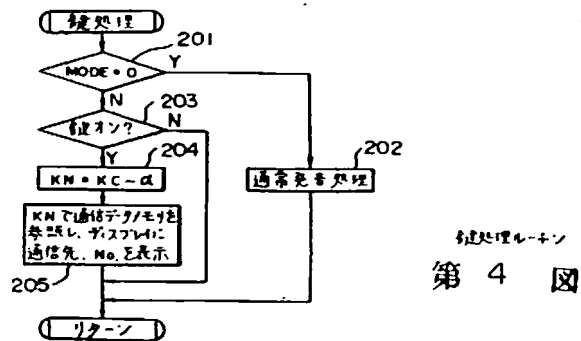 鍵処理
201
MODE = 0
Y
N
203
鍵オン?
N
Y
204
KN = KC - α
202
通常発音処理
KNで通信データメモリを
参照し、ディスプレイに
通信先、No.を表示
205
リターン
鍵処理ルーチン
第 4 図